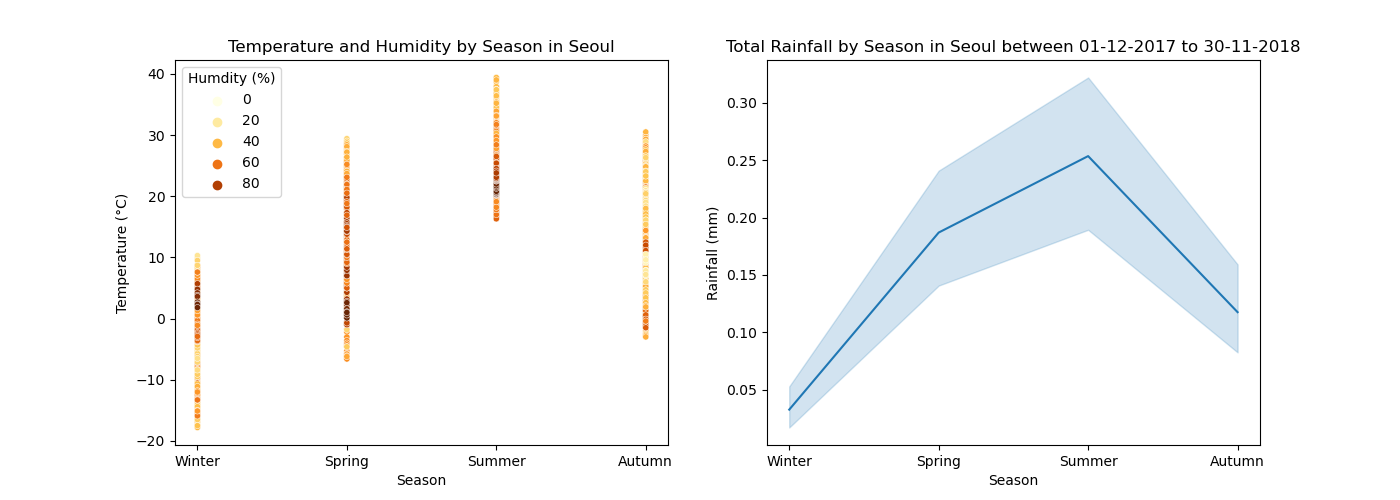 Temperature and Humidity by Season in Seoul
Humdity (%)
0
20
40
60
80
40
30
20
10
0
−10
−20
Temperature (°C)
Winter Spring Summer Autumn
Season
Total Rainfall by Season in Seoul between 01-12-2017 to 30-11-2018
0.30
0.25
0.20
0.15
0.10
0.05
Rainfall (mm)
Winter Spring Summer Autumn
Season